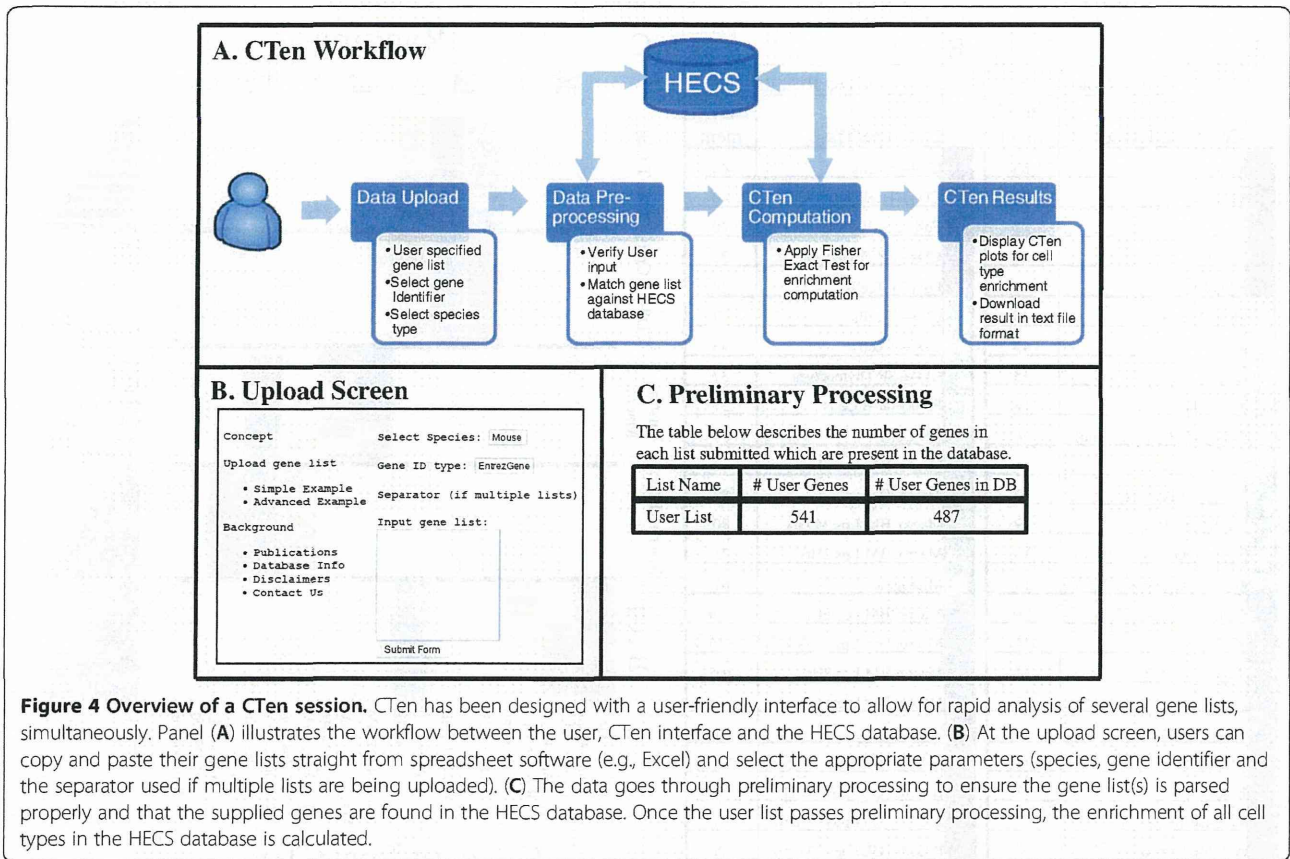 A. CTen Workflow
HECS
Data Upload
• User specified
gene list
• Select gene
Identifier
• Select species
type
Data Pre-
processing
• Verify User
input
• Match gene list
against HECS
database
CTen
Computation
• Apply Fisher
Exact Test for
enrichment
computation
CTen Results
• Display CTen
plots for cell
type
enrichment
• Download
result in text file
format
B. Upload Screen
Concept
Upload gene list
• Simple Example
• Advanced Example
Background
• Publications
• Database Info
• Disclaimers
• Contact Us
Select Species: Mouse
Gene ID type: EntrezGene
Separator (if multiple lists)
Input gene list:
Submit Form
C. Preliminary Processing
The table below describes the number of genes in
each list submitted which are present in the database.
List Name # User Genes # User Genes in DB
User List 541 487
Figure 4 Overview of a CTen session. CTen has been designed with a user-friendly interface to allow for rapid analysis of several gene lists,
simultaneously. Panel (A) illustrates the workflow between the user, CTen interface and the HECS database. (B) At the upload screen, users can
copy and paste their gene lists straight from spreadsheet software (e.g., Excel) and select the appropriate parameters (species, gene identifier and
the separator used if multiple lists are being uploaded). (C) The data goes through preliminary processing to ensure the gene list(s) is parsed
properly and that the supplied genes are found in the HECS database. Once the user list passes preliminary processing, the enrichment of all cell
types in the HECS database is calculated.